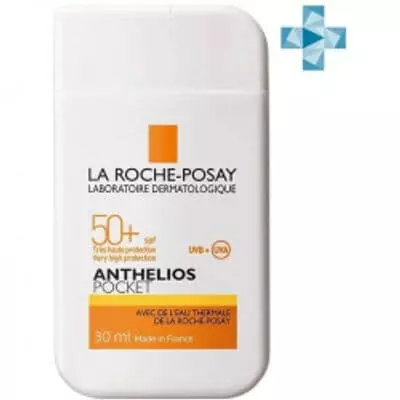 LA ROCHE-POSAY
LABORATOIRE DERMATOLOGIQUE
50+ spf
Très haute protection
Very high protection
UVB + UVA
ANTHELIOS
POCKET
AVEC DE L'EAU THERMALE
DE LA ROCHE-POSAY
30 ml Made in France